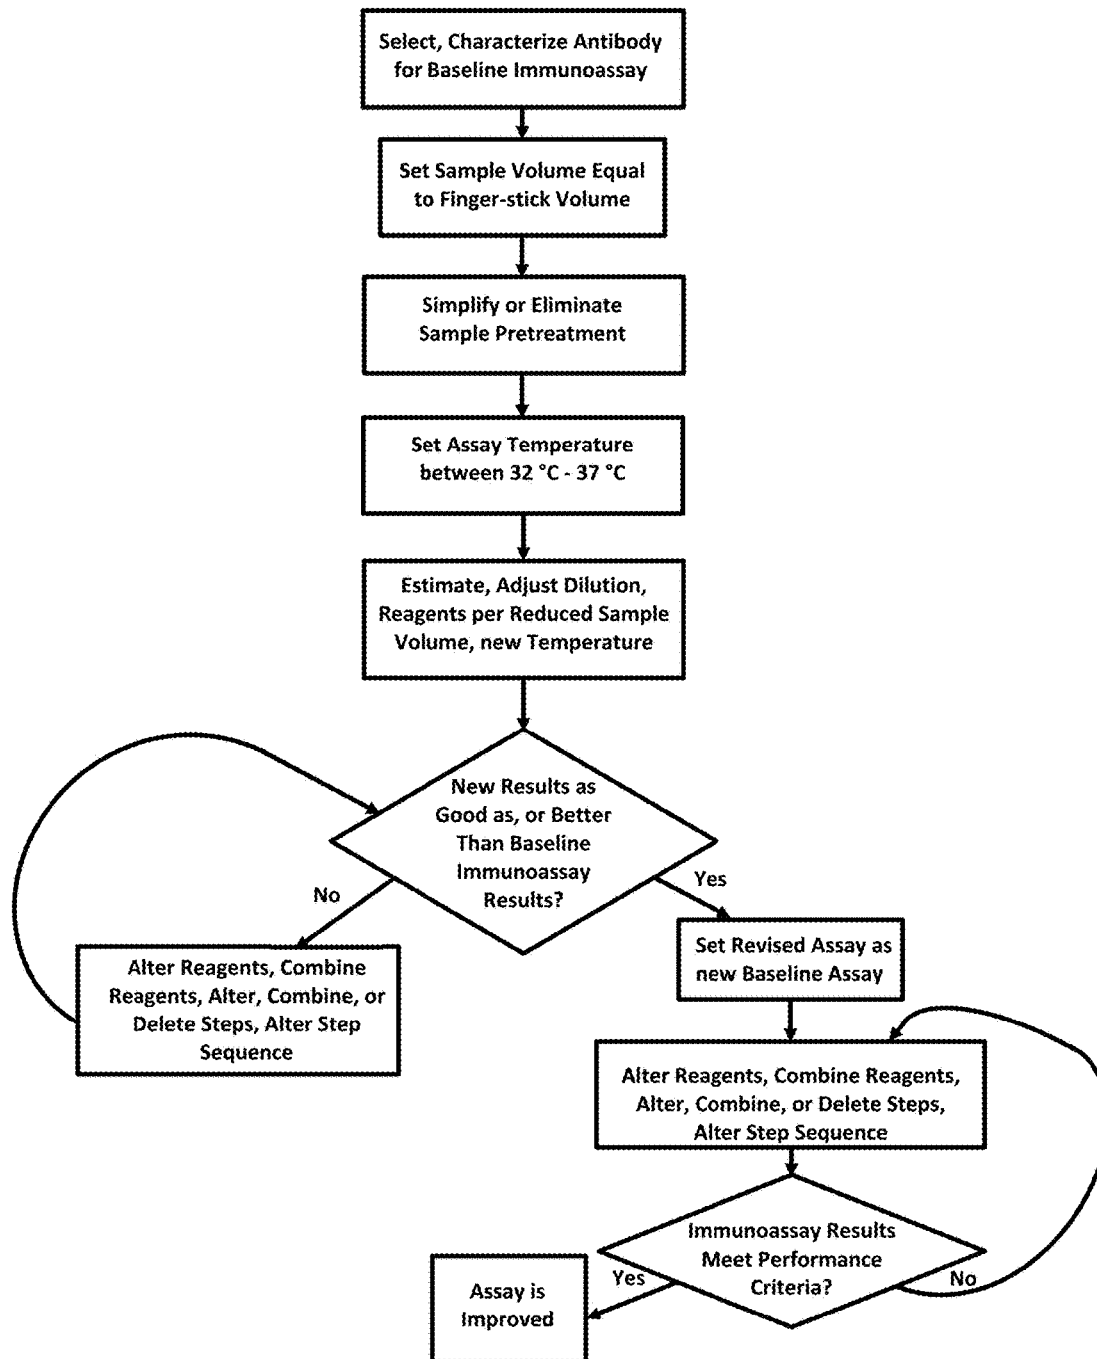 Select, Characterize Antibody
for Baseline Immunoassay
Set Sample Volume Equal
to Finger-stick Volume
Simplify or Eliminate
Sample Pretreatment
Set Assay Temperature
between 32 °C - 37 °C
Estimate, Adjust Dilution,
Reagents per Reduced Sample
Volume, new Temperature
New Results as
Good as, or Better
Than Baseline
Immunoassay
Results?
No
Yes
Alter Reagents, Combine
Reagents, Alter, Combine, or
Delete Steps, Alter Step
Sequence
Set Revised Assay as
new Baseline Assay
Alter Reagents, Combine Reagents,
Alter, Combine, or Delete Steps,
Alter Step Sequence
Immunoassay Results
Meet Performance
Criteria?
Yes
No
Assay is
Improved